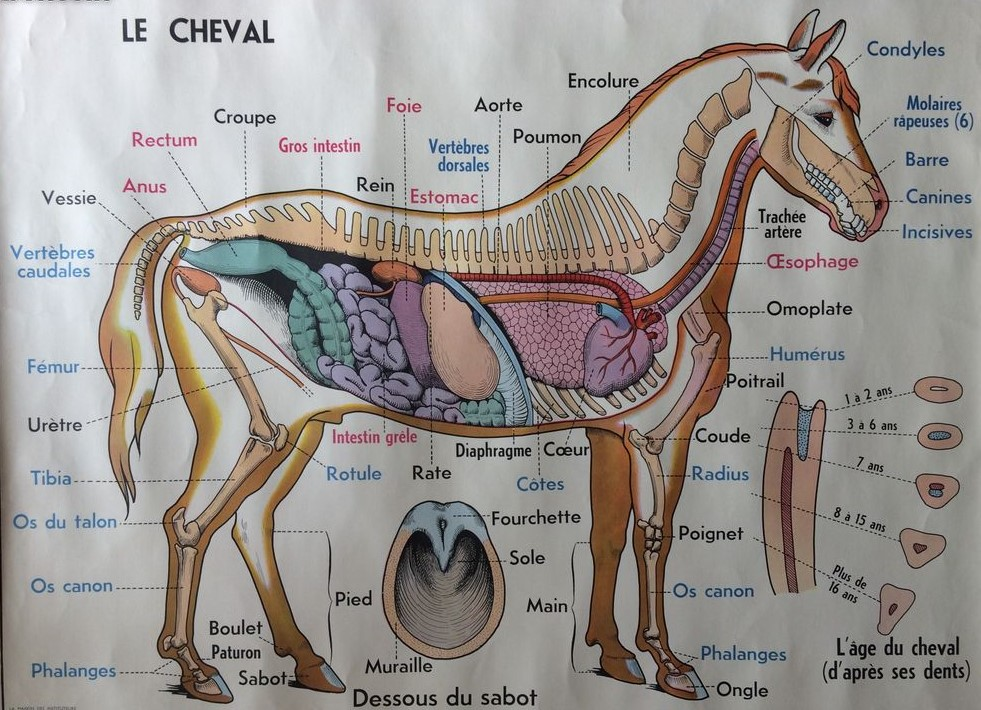 LE CHEVAL
Condyles
Encolure
Foie
Aorte
Molaires
râpeuses (6)
Croupe
Rectum
Gros intestin
Vertèbres
dorsales
Poumon
Barre
Anus
Rein
Estomac
Vessie
Canines
Trachée
artère
Incisives
Vertèbres
caudales
Œsophage
Omoplate
Humérus
Fémur
Poitrail
1 à 2 ans
3 à 6 ans
Urètre
Intestin grêle
Diaphragme
Cœur
Coude
7 ans
Tibia
Rotule
Rate
Côtes
Radius
Os du talon
Fourchette
8 à 15 ans
Poignet
Sole
Os canon
Pied
Main
Os canon
Plus de
16 ans
Boulet
Paturon
Muraille
Phalanges
Sabot
Phalanges
Ongle
L'âge du cheval
(d'après ses dents)
Dessous du sabot